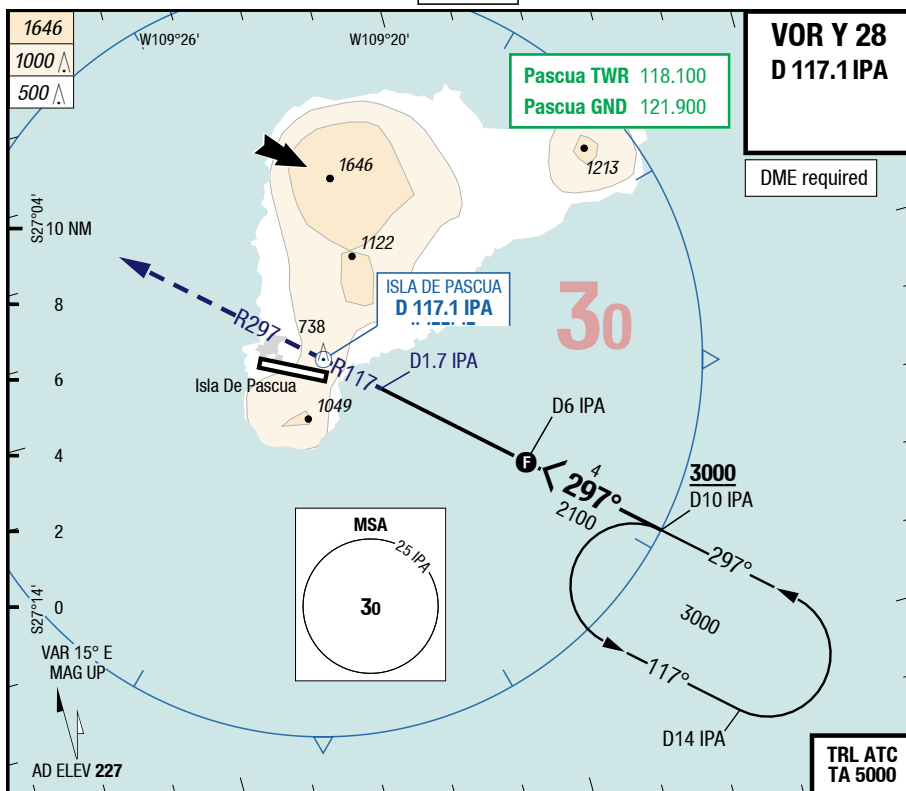 1646
1000
500
W109°26'
W109°20'
Pascua TWR 118.100
Pascua GND 121.900
VOR Y 28
D 117.1 IPA
DME required
1646
1213
1122
S27°04'
10 NM
8
6
4
2
0
S27°14'
ISLA DE PASCUA
D 117.1 IPA
738
R297
R117
D1.7 IPA
Isla De Pascua
1049
30
D6 IPA
F
4
297°
2100
3000
D10 IPA
297°
3000
117°
D14 IPA
MSA
25 IPA
30
VAR 15° E
MAG UP
AD ELEV 227
TRL ATC
TA 5000